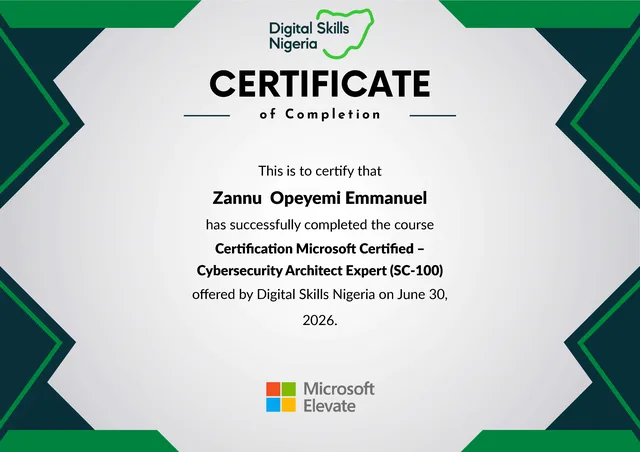 Digital Skills
Nigeria
CERTIFICATE
of Completion
This is to certify that
Zannu Opeyemi Emmanuel
has successfully completed the course
Certification Microsoft Certified –
Cybersecurity Architect Expert (SC-100)
offered by Digital Skills Nigeria on June 30,
2026.
Microsoft
Elevate